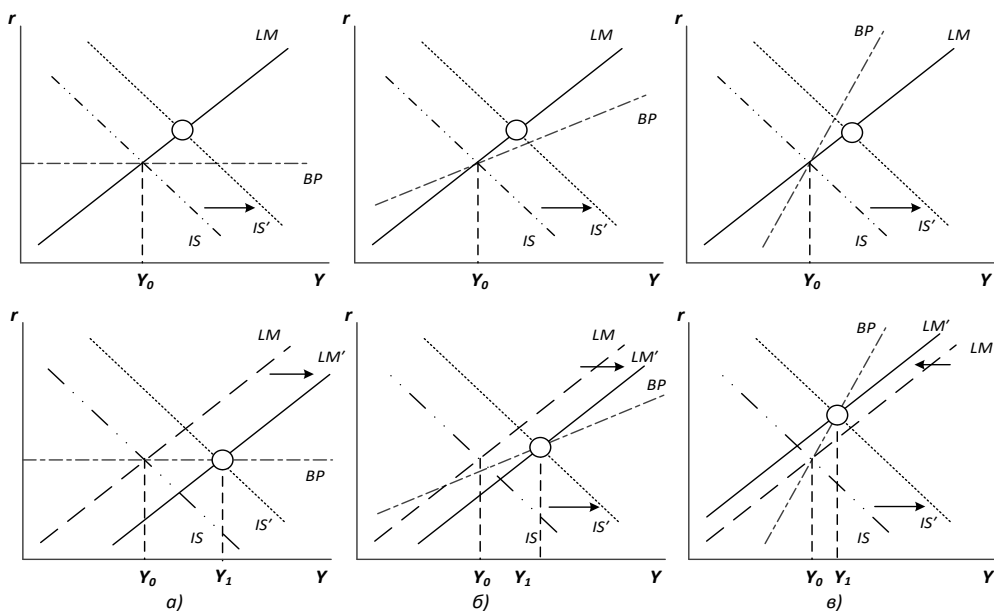 r
LM
BP
IS
IS′
Y₀
Y
r
LM
BP
IS
IS′
Y₀
Y
r
BP
LM
IS
IS′
Y₀
Y
r
LM
LM′
BP
IS
IS′
Y₀
Y₁
Y
а)
r
LM
LM′
BP
IS
IS′
Y₀
Y₁
Y
б)
r
BP
LM′
LM
IS
IS′
Y₀
Y₁
Y
в)